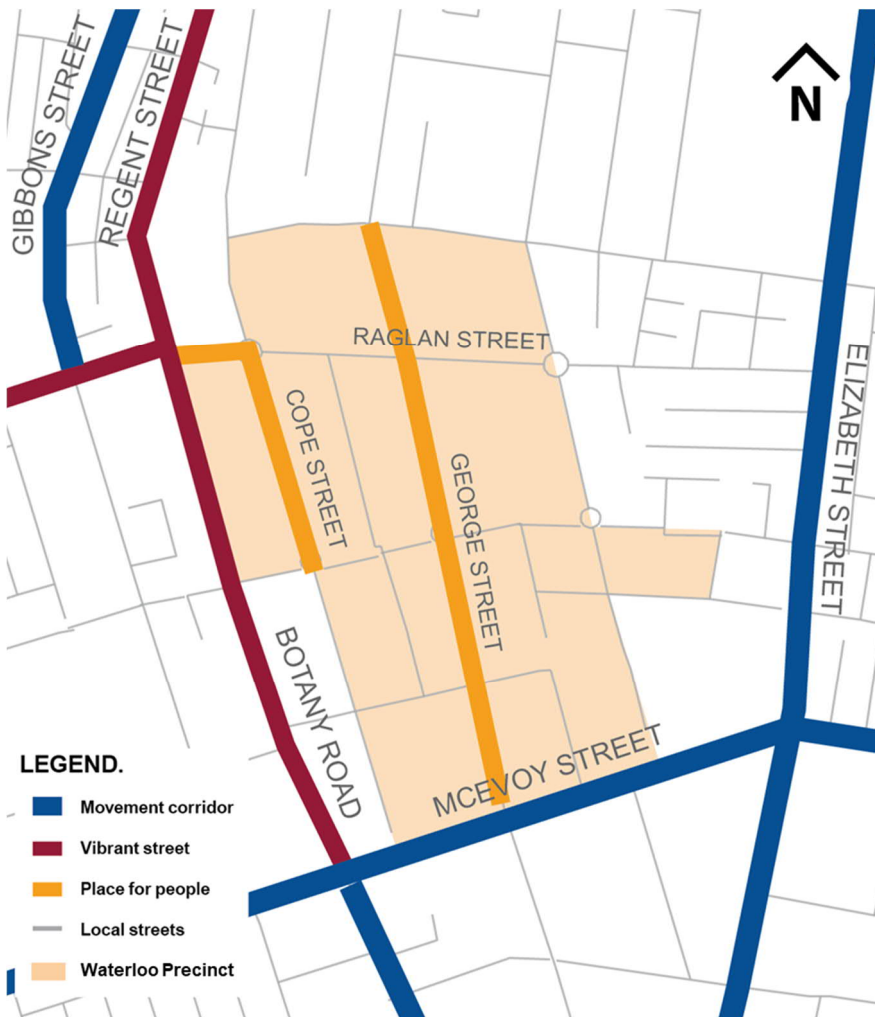 GIBBONS STREET
REGENT STREET
N
RAGLAN STREET
COPE STREET
GEORGE STREET
ELIZABETH STREET
BOTANY ROAD
MCEVOY STREET
LEGEND.
Movement corridor
Vibrant street
Place for people
Local streets
Waterloo Precinct